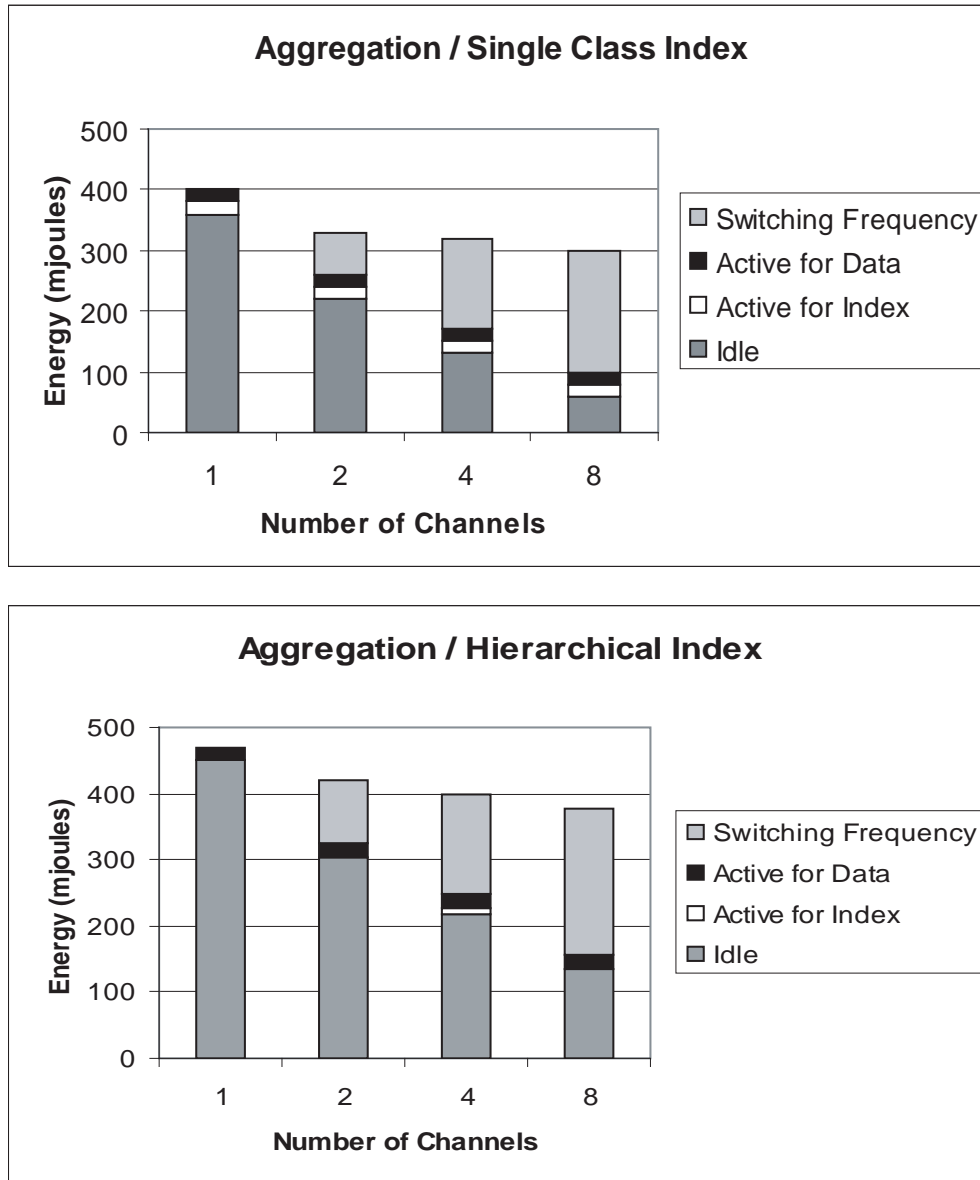 Aggregation / Single Class Index
500
400
300
200
100
0
Energy (mjoules)
1 2 4 8
Number of Channels
Switching Frequency
Active for Data
Active for Index
Idle
Aggregation / Hierarchical Index
500
400
300
200
100
0
Energy (mjoules)
1 2 4 8
Number of Channels
Switching Frequency
Active for Data
Active for Index
Idle